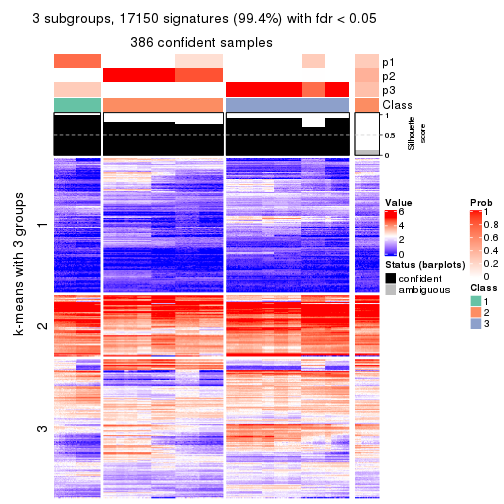 3 subgroups, 17150 signatures (99.4%) with fdr < 0.05
386 confident samples
p1
p2
p3
Class
1
0.5
0
Silhouette
score
k-means with 3 groups
1
2
3
Value
6
4
2
0
Status (barplots)
confident
ambiguous
Prob
1
0.8
0.6
0.4
0.2
0
Class
1
2
3